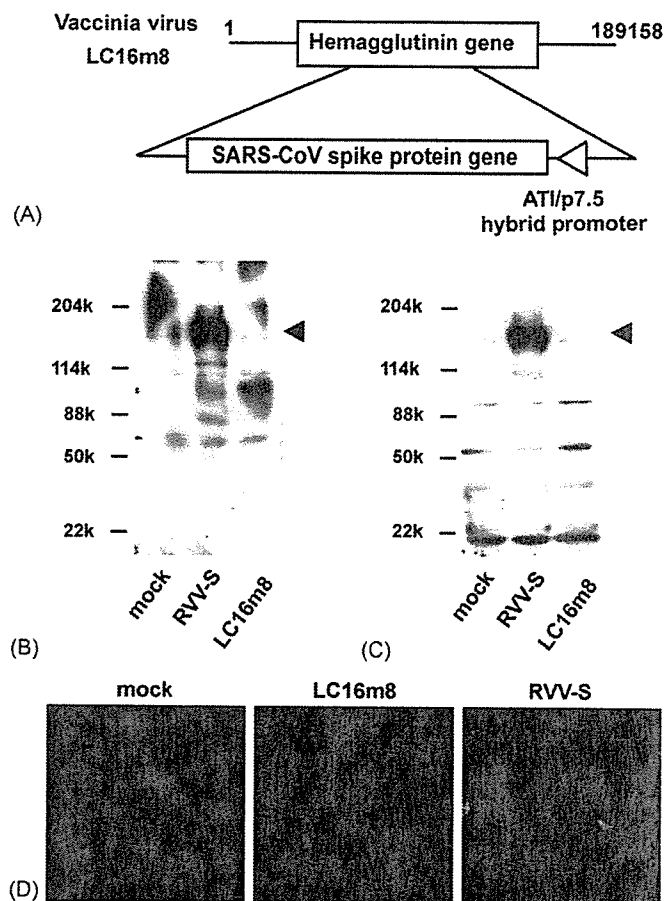 Vaccinia virus
LC16m8
1
Hemagglutinin gene
189158
SARS-CoV spike protein gene
ATI/p7.5
hybrid promoter
(A)
204k
114k
88k
50k
22k
mock
RVV-S
LC16m8
(B)
204k
114k
88k
50k
22k
mock
RVV-S
LC16m8
(C)
mock
LC16m8
RVV-S
(D)